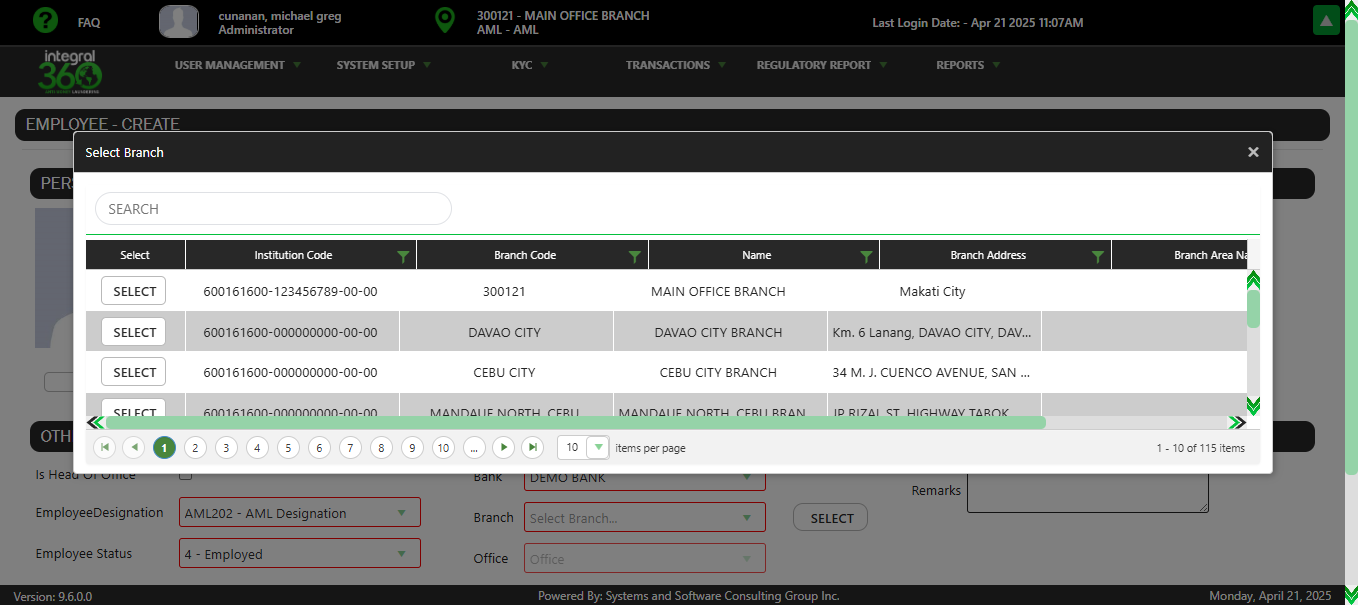 FAQ
cunanan, michael greg
Administrator
300121 - MAIN OFFICE BRANCH
AML - AML
Last Login Date: - Apr 21 2025 11:07AM
integral
360
USER MANAGEMENT
SYSTEM SETUP
KYC
TRANSACTIONS
REGULATORY REPORT
REPORTS
EMPLOYEE - CREATE
Select Branch
PERS
SEARCH
Select Institution Code Branch Code Name Branch Address Branch Area Na
SELECT 600161600-123456789-00-00 300121 MAIN OFFICE BRANCH Makati City
SELECT 600161600-000000000-00-00 DAVAO CITY DAVAO CITY BRANCH Km. 6 Lanang, DAVAO CITY, DAV...
SELECT 600161600-000000000-00-00 CEBU CITY CEBU CITY BRANCH 34 M. J. CUENCO AVENUE, SAN ...
SELECT 600161600-000000000-00-00 MANDAUE NORTH, CEBU MANDAUE NORTH, CEBU BRAN JP RIZAL ST. HIGHWAY TABOK
OTH
1 2 3 4 5 6 7 8 9 10 ... 10 items per page 1 - 10 of 115 items
Is Head Of Office
Bank DEMO BANK
Remarks
EmployeeDesignation AML202 - AML Designation
Branch Select Branch... SELECT
Employee Status 4 - Employed
Office Office
Version: 9.6.0.0
Powered By: Systems and Software Consulting Group Inc.
Monday, April 21, 2025